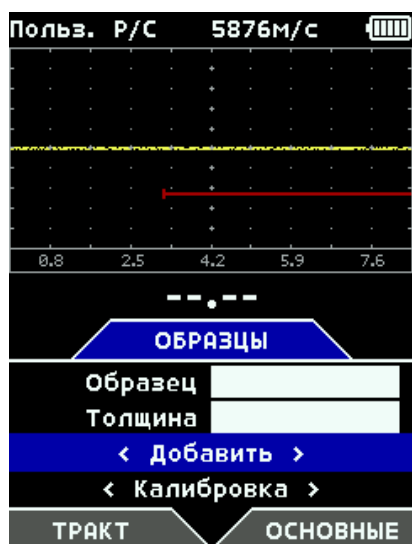 Польз. Р/С 5876м/с
0.8 2.5 4.2 5.9 7.6
--.--
ОБРАЗЦЫ
Образец
Толщина
< Добавить >
< Калибровка >
ТРАКТ ОСНОВНЫЕ